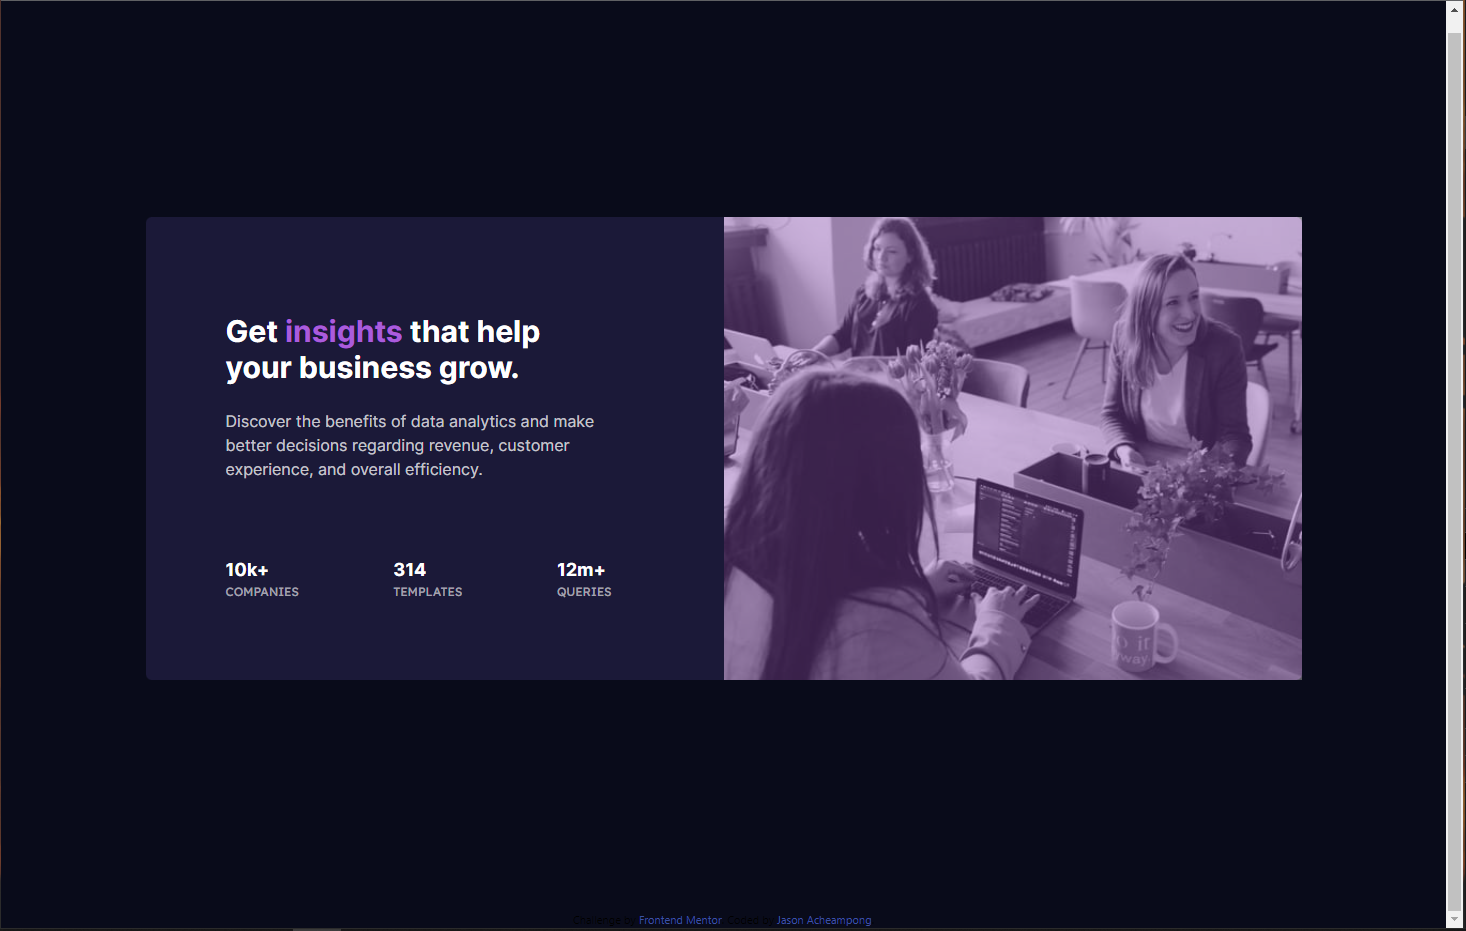 Get insights that help
your business grow.
Discover the benefits of data analytics and make
better decisions regarding revenue, customer
experience, and overall efficiency.
10k+ 314 12m+
COMPANIES TEMPLATES QUERIES
o it
way
Challenge by Frontend Mentor. Coded by Jason Acheampong